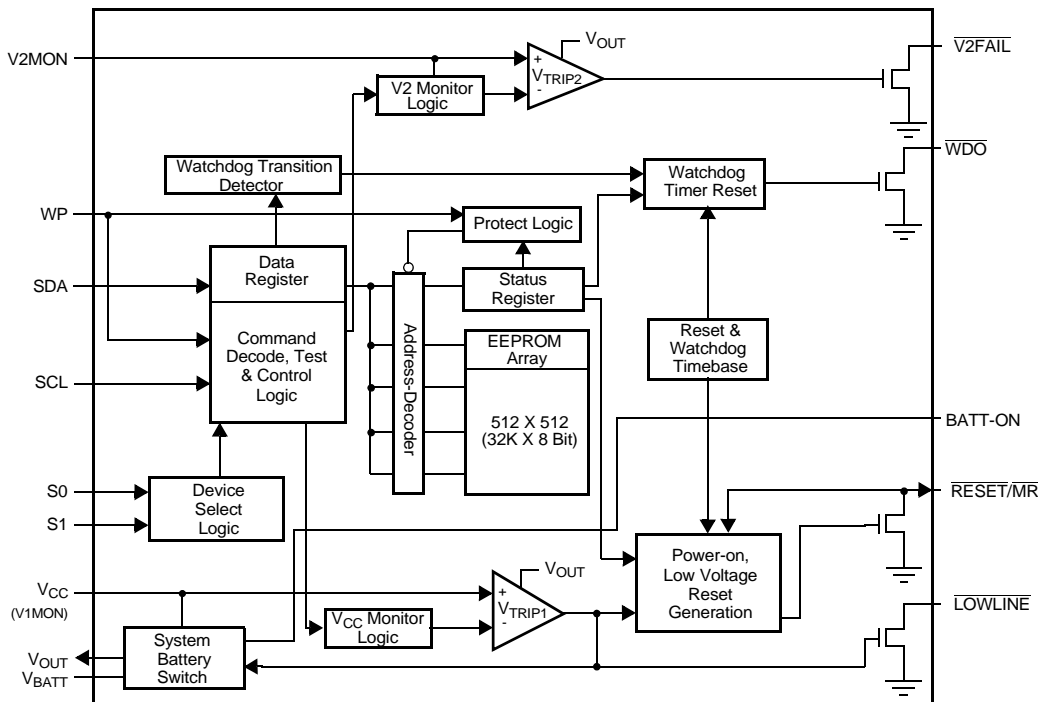 V2MON
VOUT
+
VTRIP2
-
V2 Monitor
Logic
V2FAIL
Watchdog Transition
Detector
Watchdog
Timer Reset
WDO
WP
Protect Logic
SDA
Data
Register
Status
Register
Command
Decode, Test
& Control
Logic
SCL
Address-Decoder
EEPROM
Array
512 X 512
(32K X 8 Bit)
Reset &
Watchdog
Timebase
BATT-ON
S0
S1
Device
Select
Logic
RESET/MR
Power-on,
Low Voltage
Reset
Generation
VCC
(V1MON)
VOUT
+
VTRIP1
-
VCC Monitor
Logic
LOWLINE
System
Battery
Switch
VOUT
VBATT